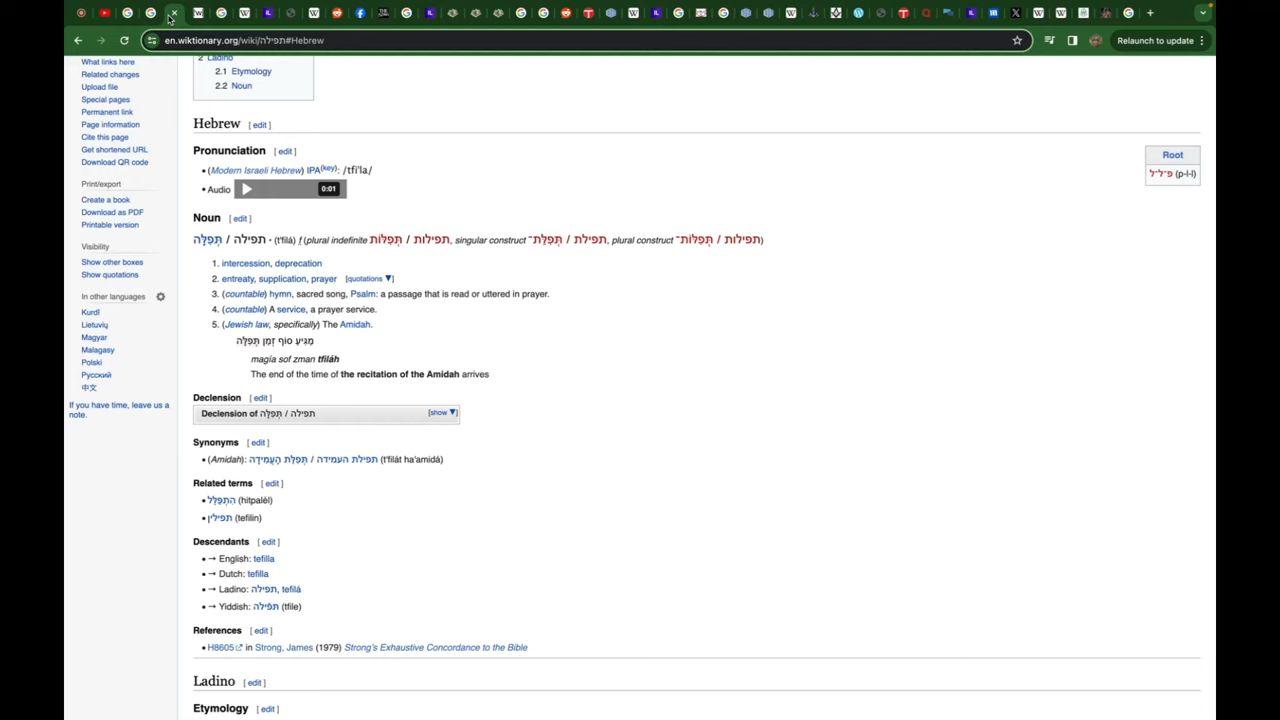 en.wiktionary.org/wiki/תפילה#Hebrew
Relaunch to update
What links here
Related changes
Upload file
Special pages
Permanent link
Page information
Cite this page
Get shortened URL
Download QR code
Print/export
Create a book
Download as PDF
Printable version
Visibility
Show other boxes
Show quotations
In other languages
Kurdî
Lietuvių
Magyar
Malagasy
Polski
Русский
中文
If you have time, leave us a
note.
2 Ladino
2.1 Etymology
2.2 Noun
Hebrew [ edit ]
Pronunciation [ edit ]
• (Modern Israeli Hebrew) IPA(key): /tfiˈla/
• Audio 0:01
Root
פ־ל־ל (p-l-l)
Noun [ edit ]
תפילה / תְּפִלָּה • (t'filá) f (plural indefinite תפילות / תְּפִלּוֹת, singular construct תפילת / תְּפִלַּת־, plural construct תפילות / תְּפִלּוֹת־)
1. intercession, deprecation
2. entreaty, supplication, prayer [quotations ▼]
3. (countable) hymn, sacred song, Psalm: a passage that is read or uttered in prayer.
4. (countable) A service, a prayer service.
5. (Jewish law, specifically) The Amidah.
מַגִּיעַ סוֹף זְמַן תְּפִלָּה
magía sof zman tfiláh
The end of the time of the recitation of the Amidah arrives
Declension [ edit ]
Declension of תפילה / תְּפִלָּה [show ▼]
Synonyms [ edit ]
• (Amidah): תפילת העמידה / תְּפִלַּת הָעֲמִידָה (t'filát ha'amidá)
Related terms [ edit ]
• הִתְפַּלֵּל (hitpalél)
• תפילין (tefilin)
Descendants [ edit ]
• → English: tefilla
• → Dutch: tefilla
• → Ladino: תפילה, tefilá
• → Yiddish: תּפֿילה (tfile)
References [ edit ]
• H8605 in Strong, James (1979) Strong's Exhaustive Concordance to the Bible
Ladino [ edit ]
Etymology [ edit ]